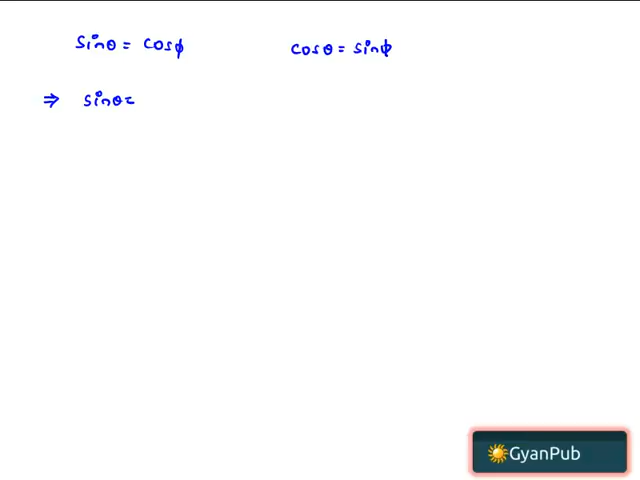 sinθ = cosϕ cosθ = sinϕ
⇒ sinθ =
GyanPub